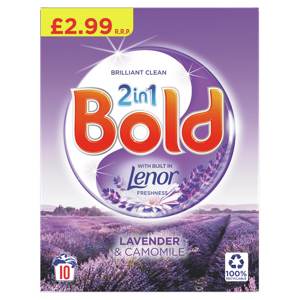 £2.99 R.R.P.
BRILLIANT CLEAN
2in1
Bold
WITH BUILT IN
Lenor
FRESHNESS
LAVENDER
& CAMOMILE
10
100%
RECYCLABLE